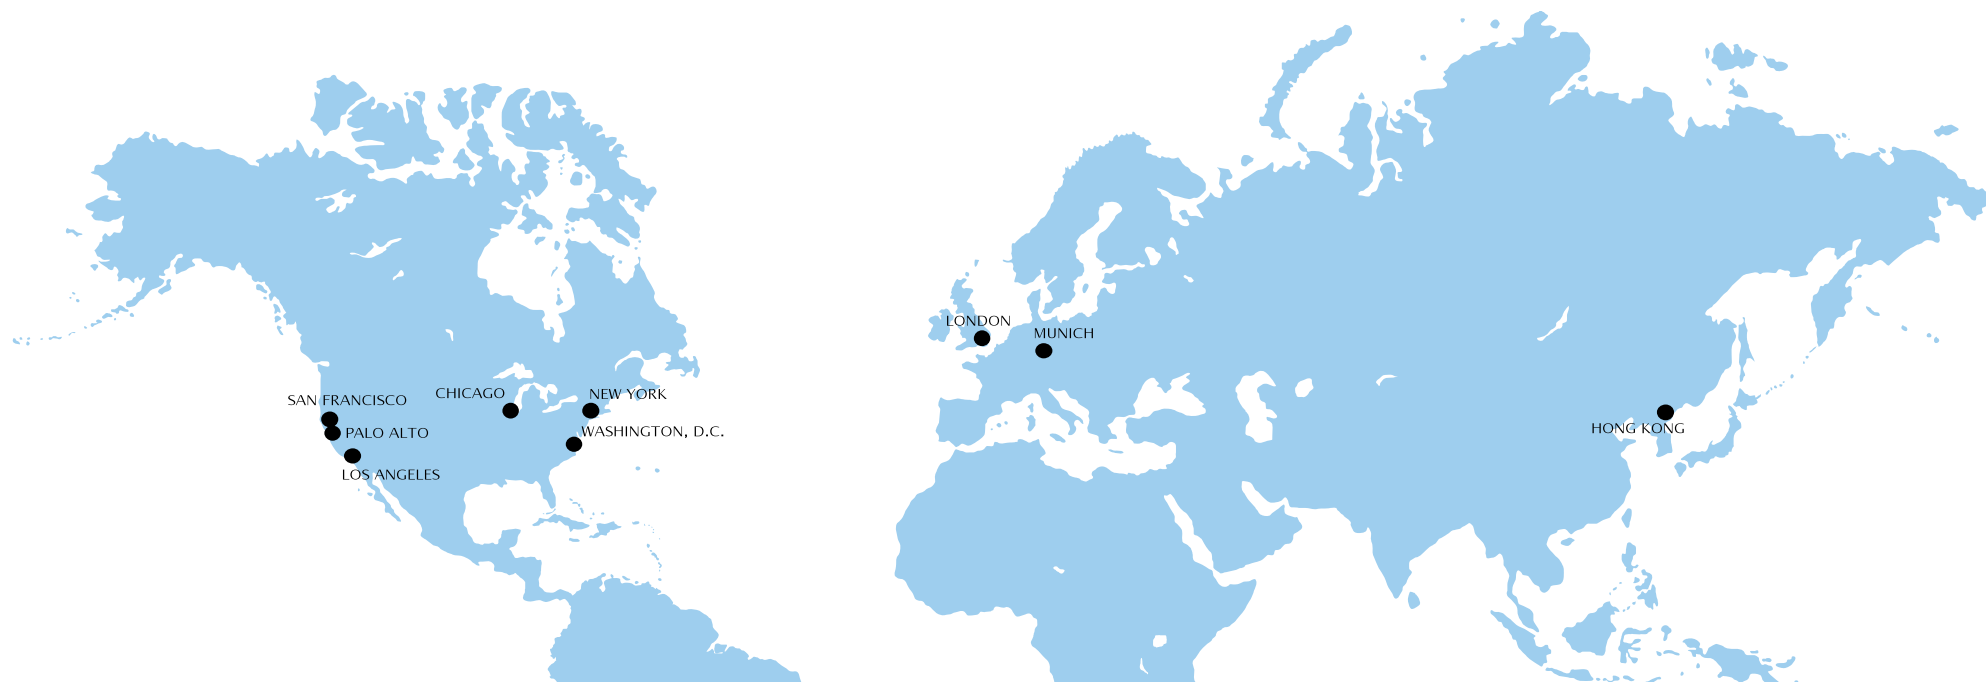 LONDON
MUNICH
CHICAGO
NEW YORK
SAN FRANCISCO
PALO ALTO
WASHINGTON, D.C.
HONG KONG
LOS ANGELES